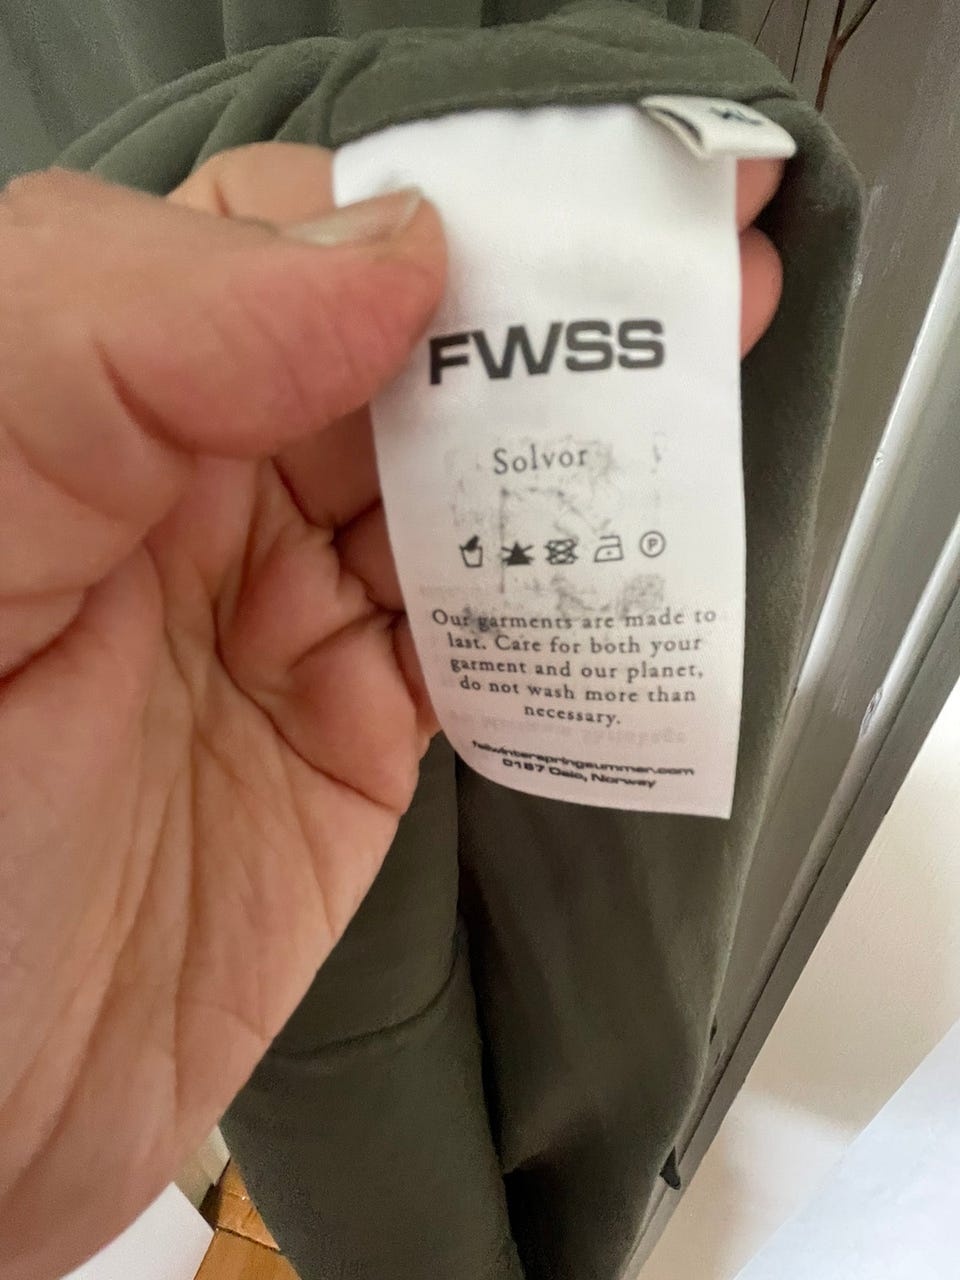 XL
FWSS
Solvor
P
Our garments are made to
last. Care for both your
garment and our planet,
do not wash more than
necessary.
fallwinterspringsummer.com
0187 Oslo, Norway